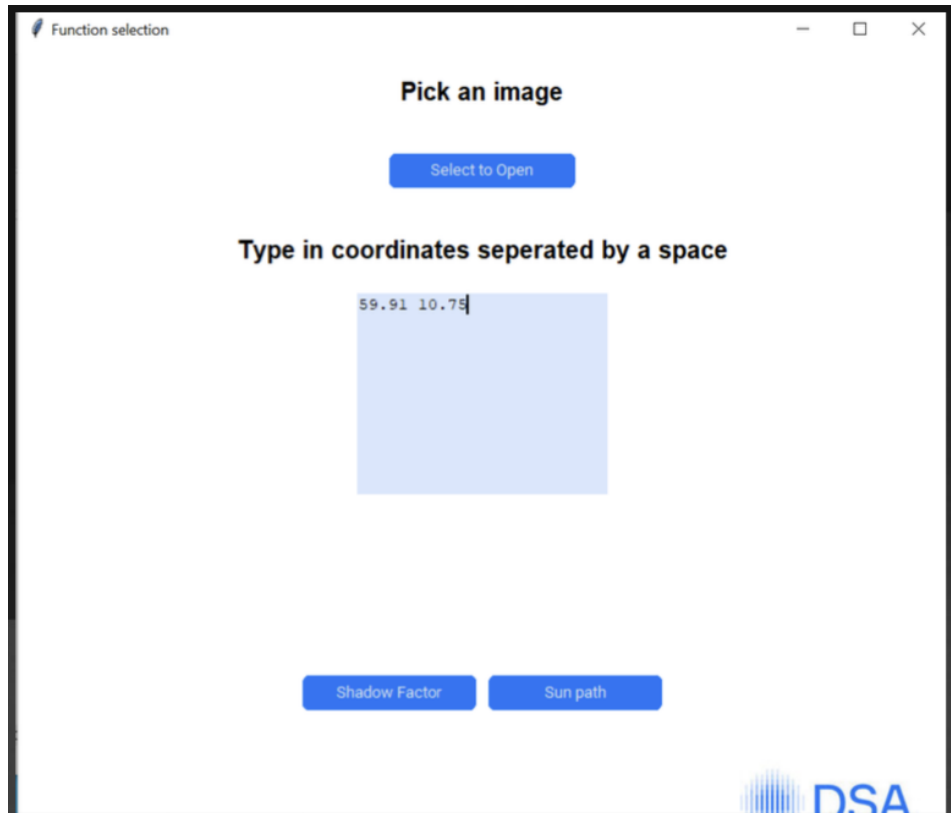 Function selection
Pick an image
Select to Open
Type in coordinates seperated by a space
59.91 10.75
Shadow Factor Sun path
DSA